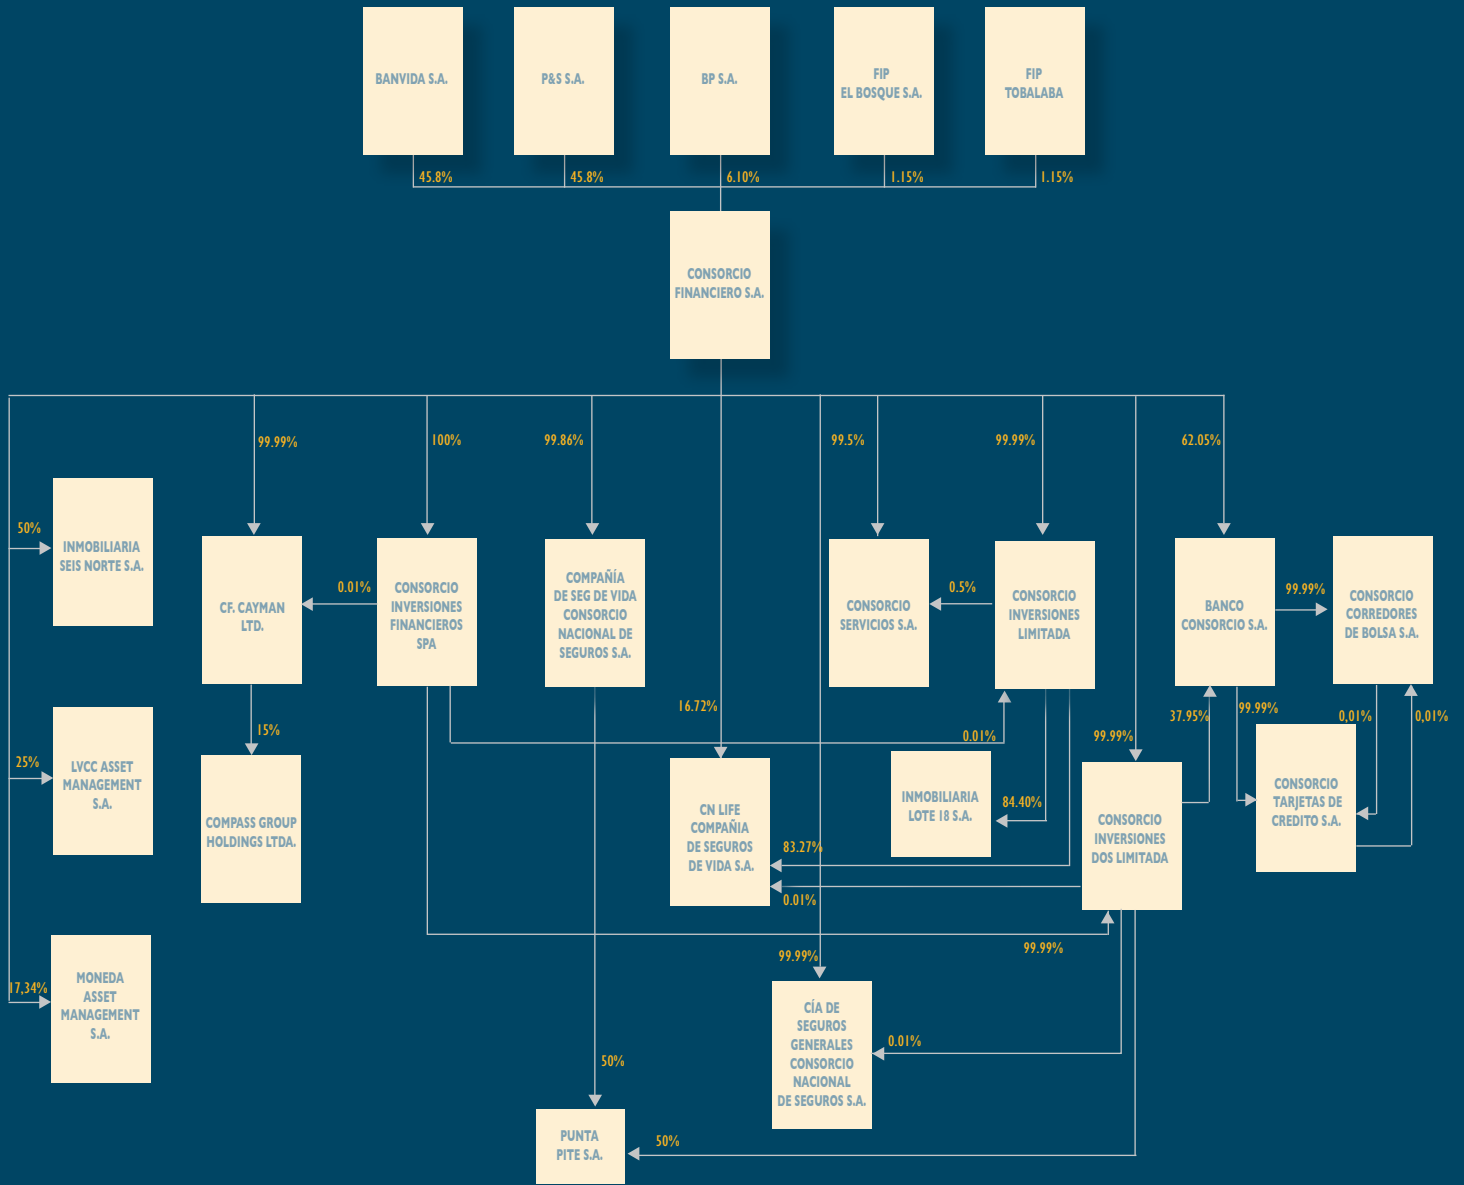 BANVIDA S.A.
P&S S.A.
BP S.A.
FIP
EL BOSQUE S.A.
FIP
TOBALABA
45.8%
45.8%
6.10%
1.15%
1.15%
CONSORCIO
FINANCIERO S.A.
99.99%
100%
99.86%
99.5%
99.99%
62.05%
50%
INMOBILIARIA
SEIS NORTE S.A.
CF. CAYMAN
LTD.
0.01%
CONSORCIO
INVERSIONES
FINANCIEROS
SPA
COMPAÑÍA
DE SEG DE VIDA
CONSORCIO
NACIONAL DE
SEGUROS S.A.
CONSORCIO
SERVICIOS S.A.
0.5%
CONSORCIO
INVERSIONES
LIMITADA
BANCO
CONSORCIO S.A.
99.99%
CONSORCIO
CORREDORES
DE BOLSA S.A.
16.72%
15%
0.01%
99.99%
37.95%
99.99%
0,01%
0,01%
25%
LVCC ASSET
MANAGEMENT
S.A.
COMPASS GROUP
HOLDINGS LTDA.
CN LIFE
COMPAÑIA
DE SEGUROS
DE VIDA S.A.
83.27%
0.01%
INMOBILIARIA
LOTE 18 S.A.
84.40%
CONSORCIO
INVERSIONES
DOS LIMITADA
CONSORCIO
TARJETAS DE
CREDITO S.A.
99.99%
99.99%
17,34%
MONEDA
ASSET
MANAGEMENT
S.A.
CÍA DE
SEGUROS
GENERALES
CONSORCIO
NACIONAL
DE SEGUROS S.A.
0.01%
50%
PUNTA
PITE S.A.
50%